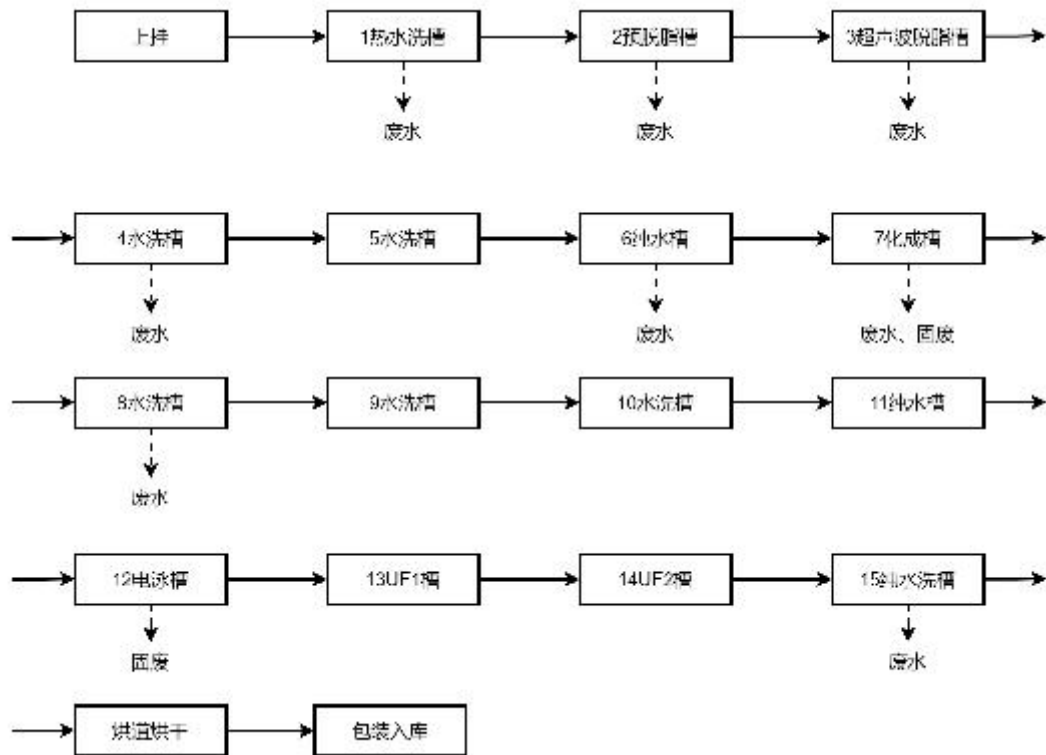 上挂
1热水洗槽
2预脱脂槽
3超声波脱脂槽
废水
废水
废水
4水洗槽
5水洗槽
6纯水槽
7化成槽
废水
废水
废水、固废
8水洗槽
9水洗槽
10水洗槽
11纯水槽
废水
12电泳槽
13UF1槽
14UF2槽
15纯水洗槽
固废
废水
烘道烘干
包装入库